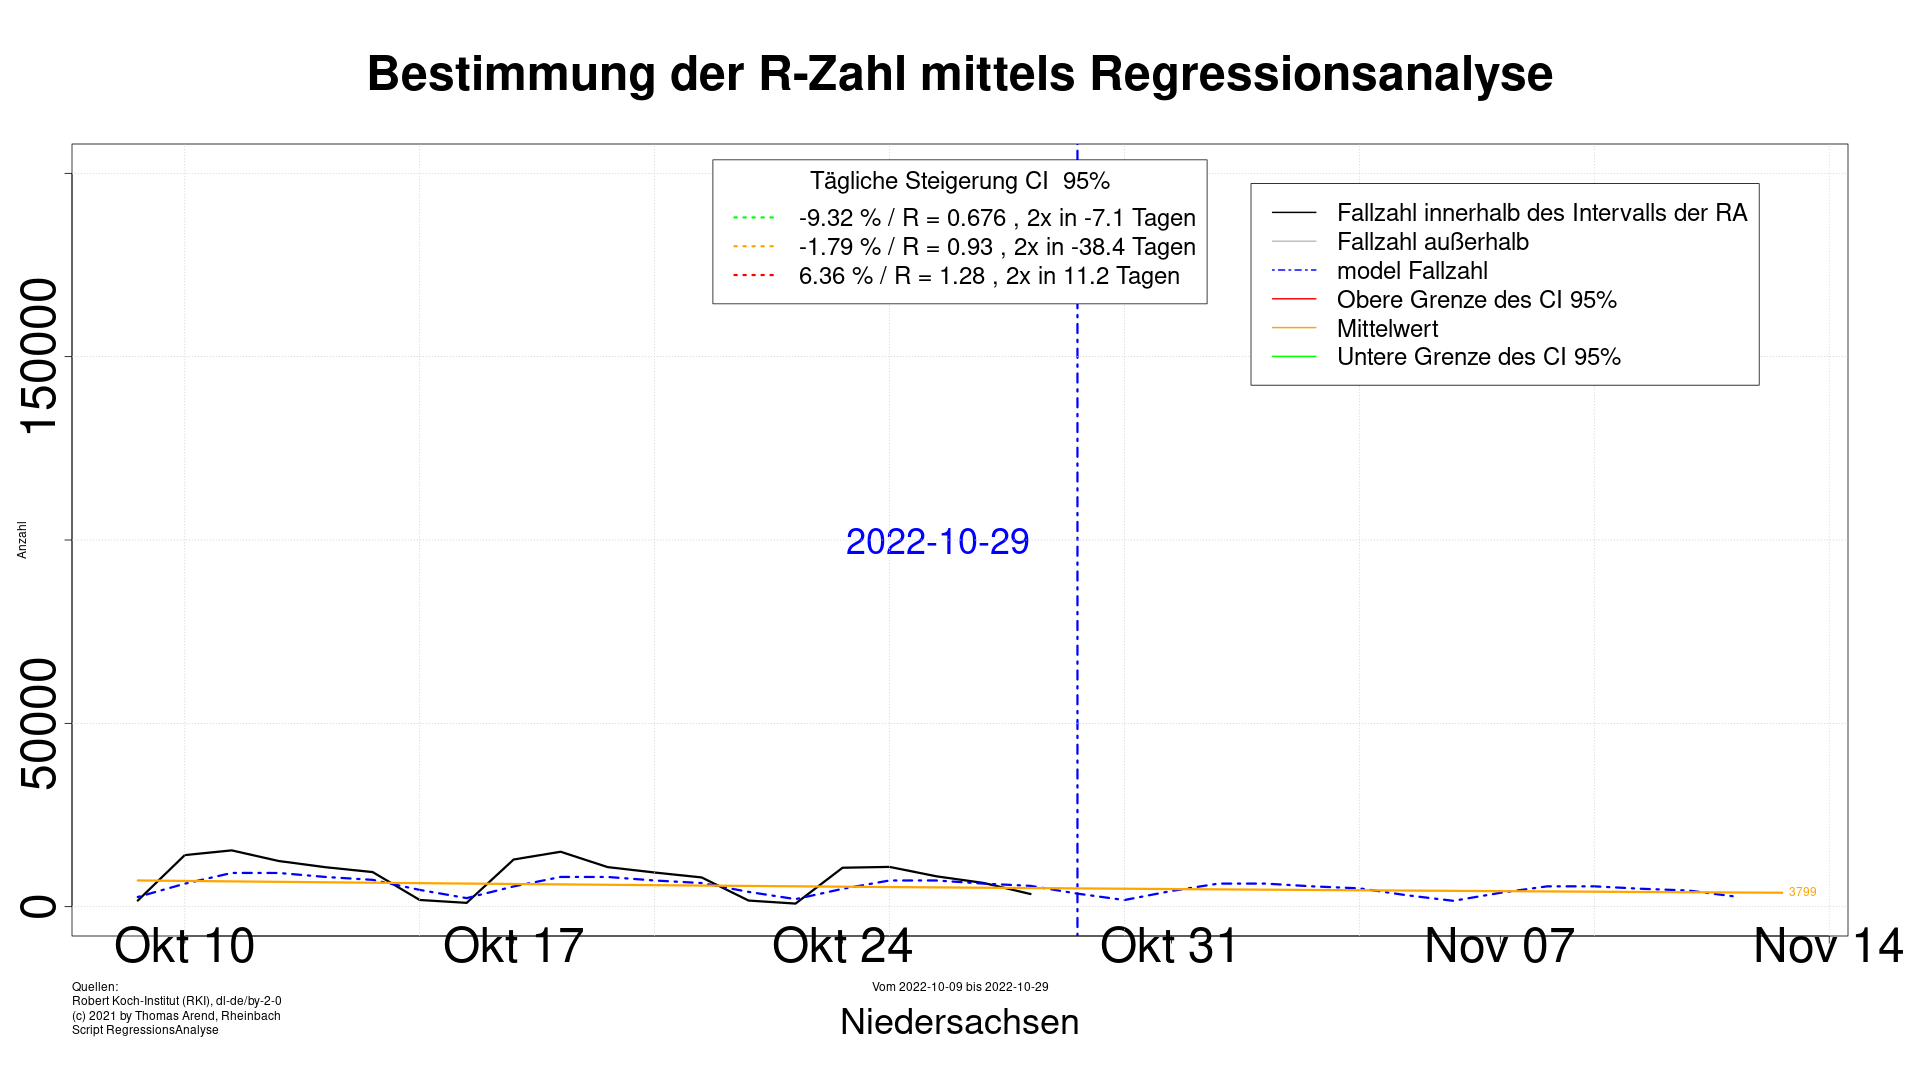 Bestimmung der R-Zahl mittels Regressionsanalyse
Tägliche Steigerung CI  95%
-9.32 % / R = 0.676 , 2x in -7.1 Tagen
-1.79 % / R = 0.93 , 2x in -38.4 Tagen
6.36 % / R = 1.28 , 2x in 11.2 Tagen
Fallzahl innerhalb des Intervalls der RA
Fallzahl außerhalb
model Fallzahl
Obere Grenze des CI 95%
Mittelwert
Untere Grenze des CI 95%
150000
50000
0
Anzahl
2022-10-29
3799
Okt 10
Okt 17
Okt 24
Okt 31
Nov 07
Nov 14
Quellen:
Robert Koch-Institut (RKI), dl-de/by-2-0
(c) 2021 by Thomas Arend, Rheinbach
Script RegressionsAnalyse
Vom 2022-10-09 bis 2022-10-29
Niedersachsen